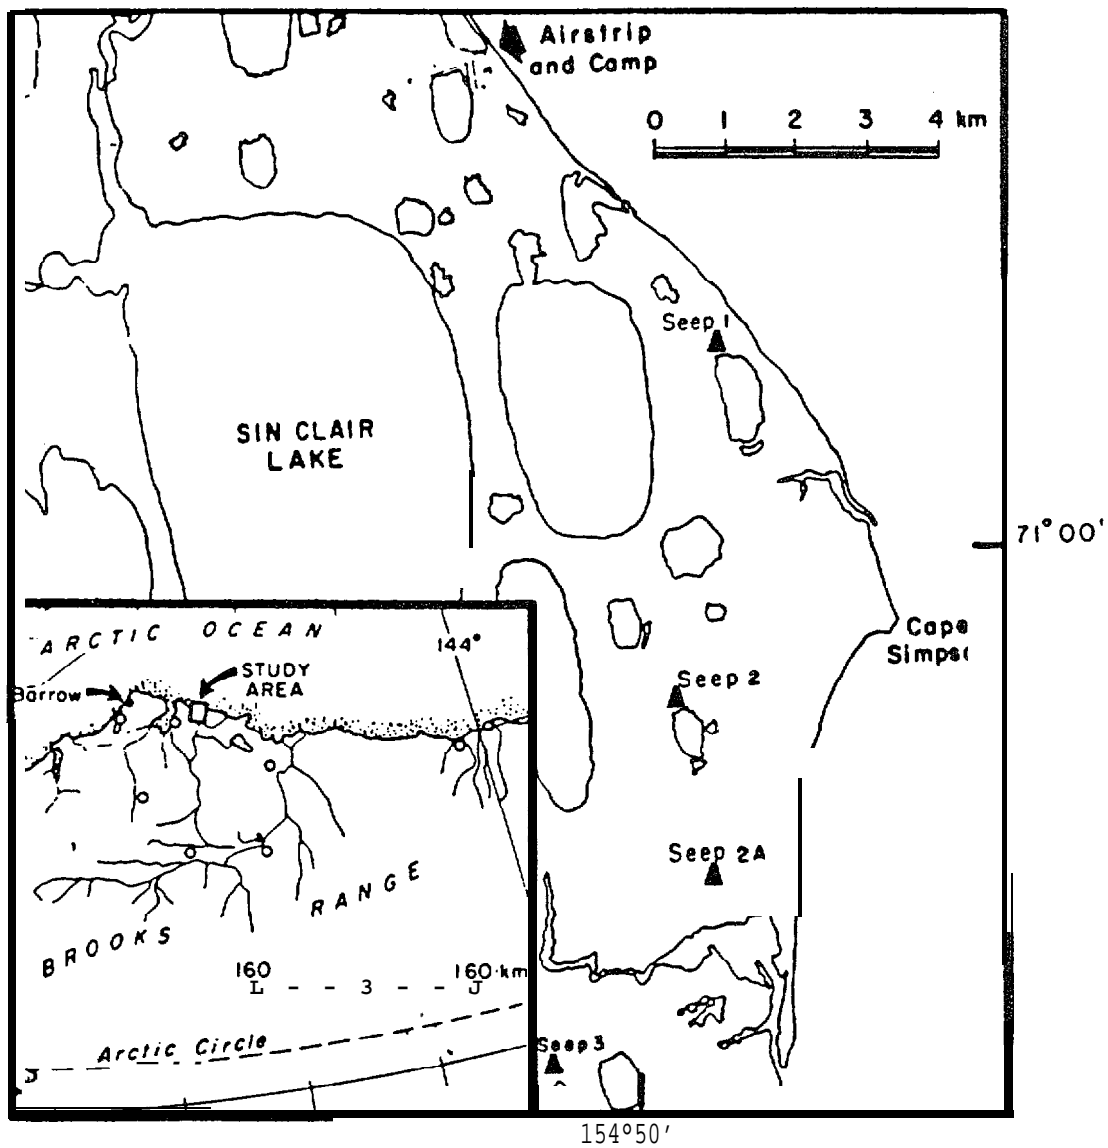 Airstrip
and Camp
0 1 2 3 4 km
Seep 1
SIN CLAIR
LAKE
71°00'
Cape
Simps
ARCTIC OCEAN
144°
STUDY
AREA
Barrow
Seep 2
Seep 2A
BROOKS RANGE
160 160 km
L - - 3 - - J
Arctic Circle
Seep 3
J
154°50'